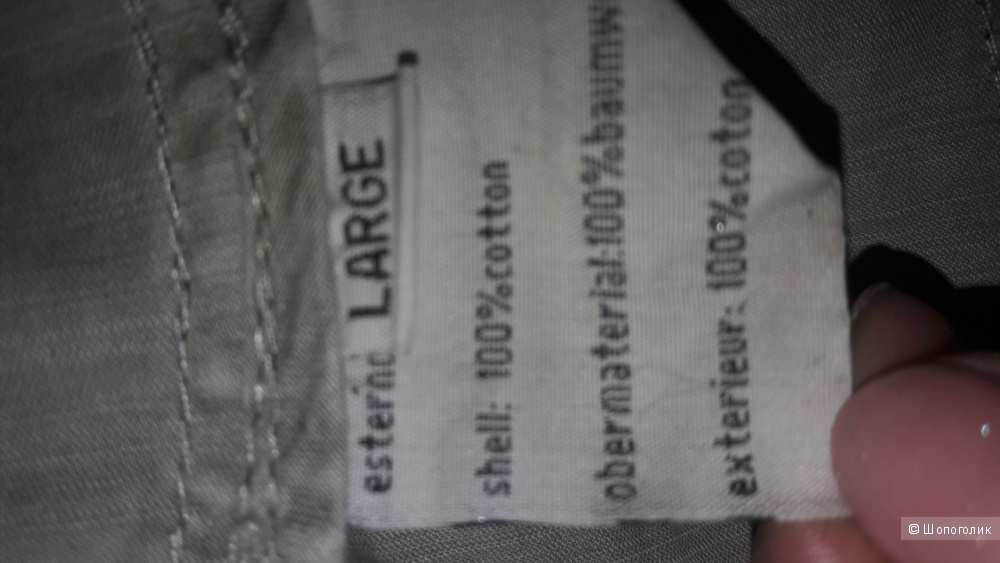 esterno
LARGE
shell: 100%cotton
obermaterial:100%baumw
exterieur: 100%coton
© Шопоголик